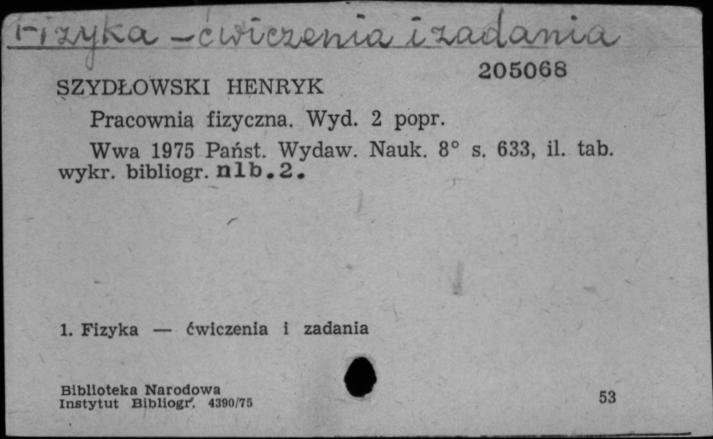 Fizyka – ćwiczenia i zadania
205068
SZYDŁOWSKI HENRYK
Pracownia fizyczna. Wyd. 2 popr.
Wwa 1975 Państ. Wydaw. Nauk. 8° s. 633, il. tab.
wykr. bibliogr. nlb.2.
1. Fizyka — ćwiczenia i zadania
Biblioteka Narodowa
Instytut Bibliogr. 4390/75
53